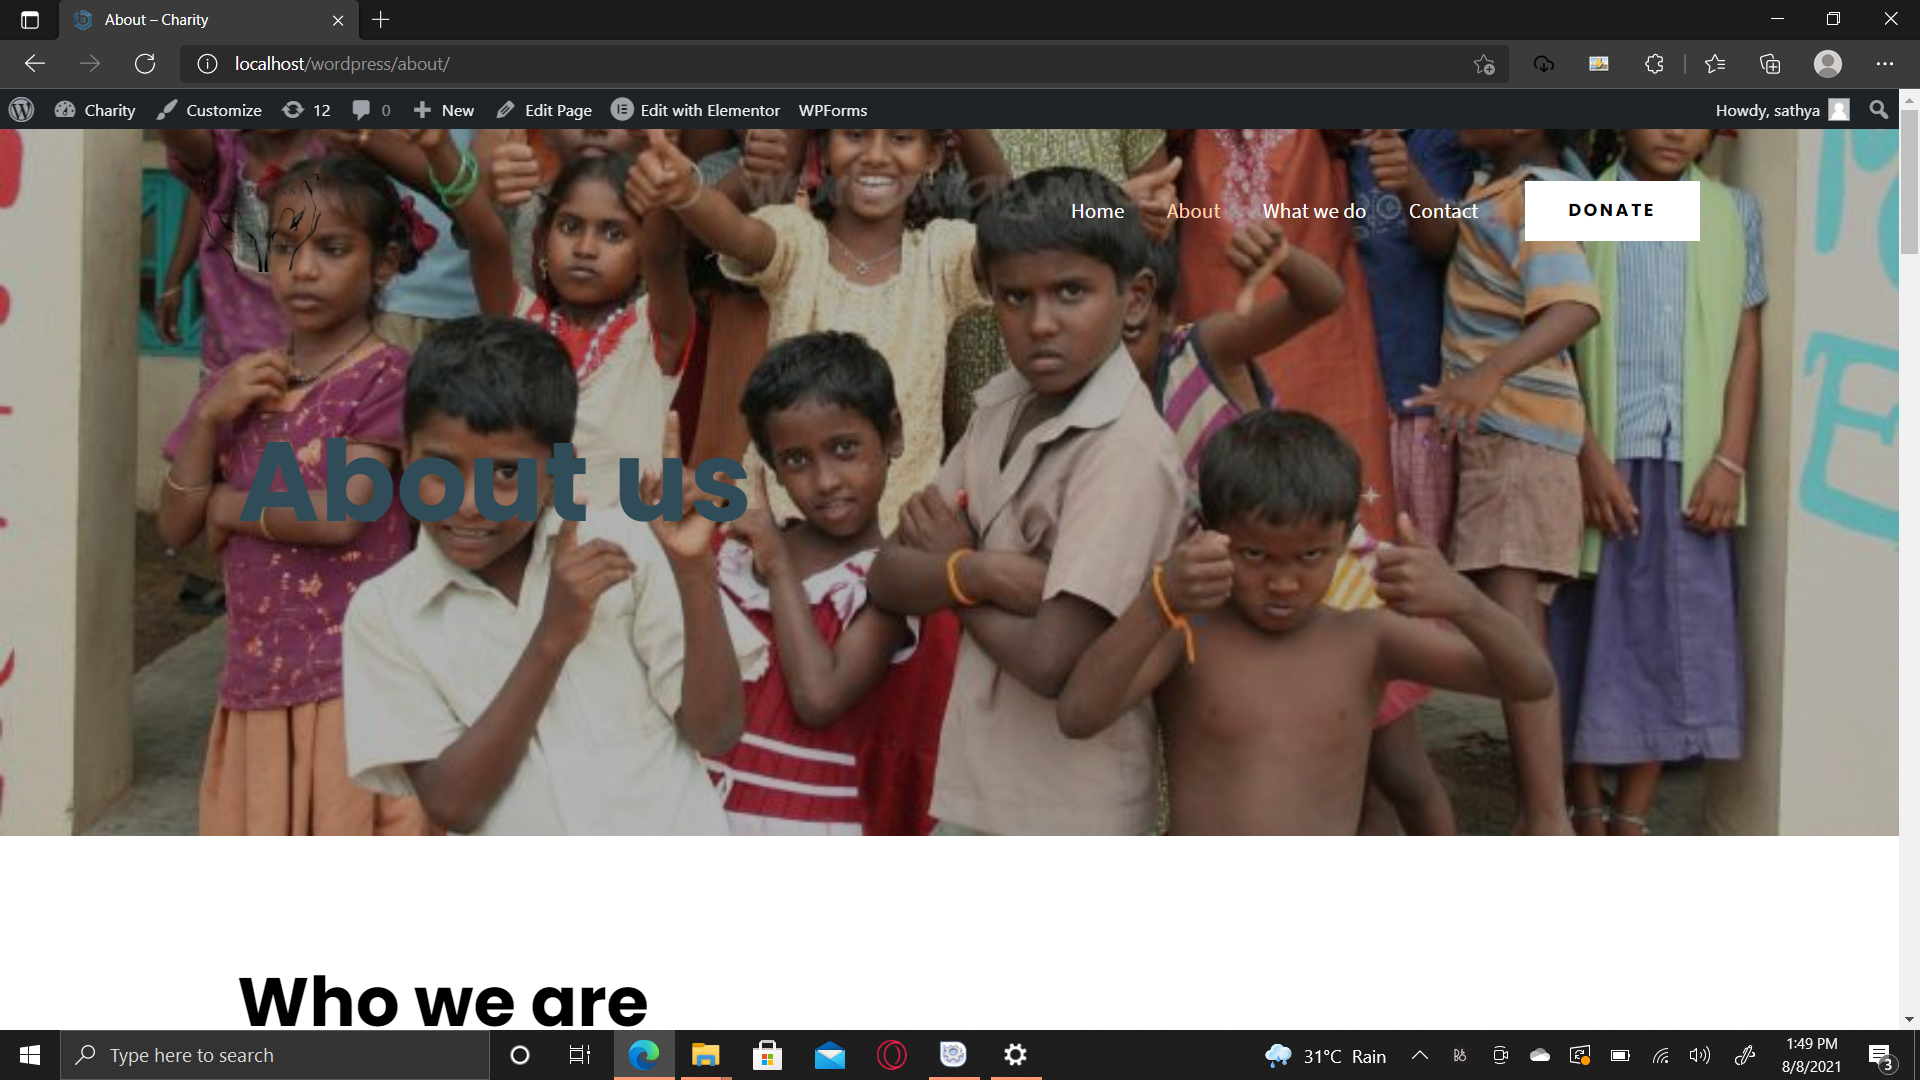 About – Charity
localhost/wordpress/about/
Charity Customize 12 0 New Edit Page Edit with Elementor WPForms Howdy, sathya
Home About What we do Contact DONATE
About us
Who we are
Type here to search
31°C Rain
1:49 PM
8/8/2021
3